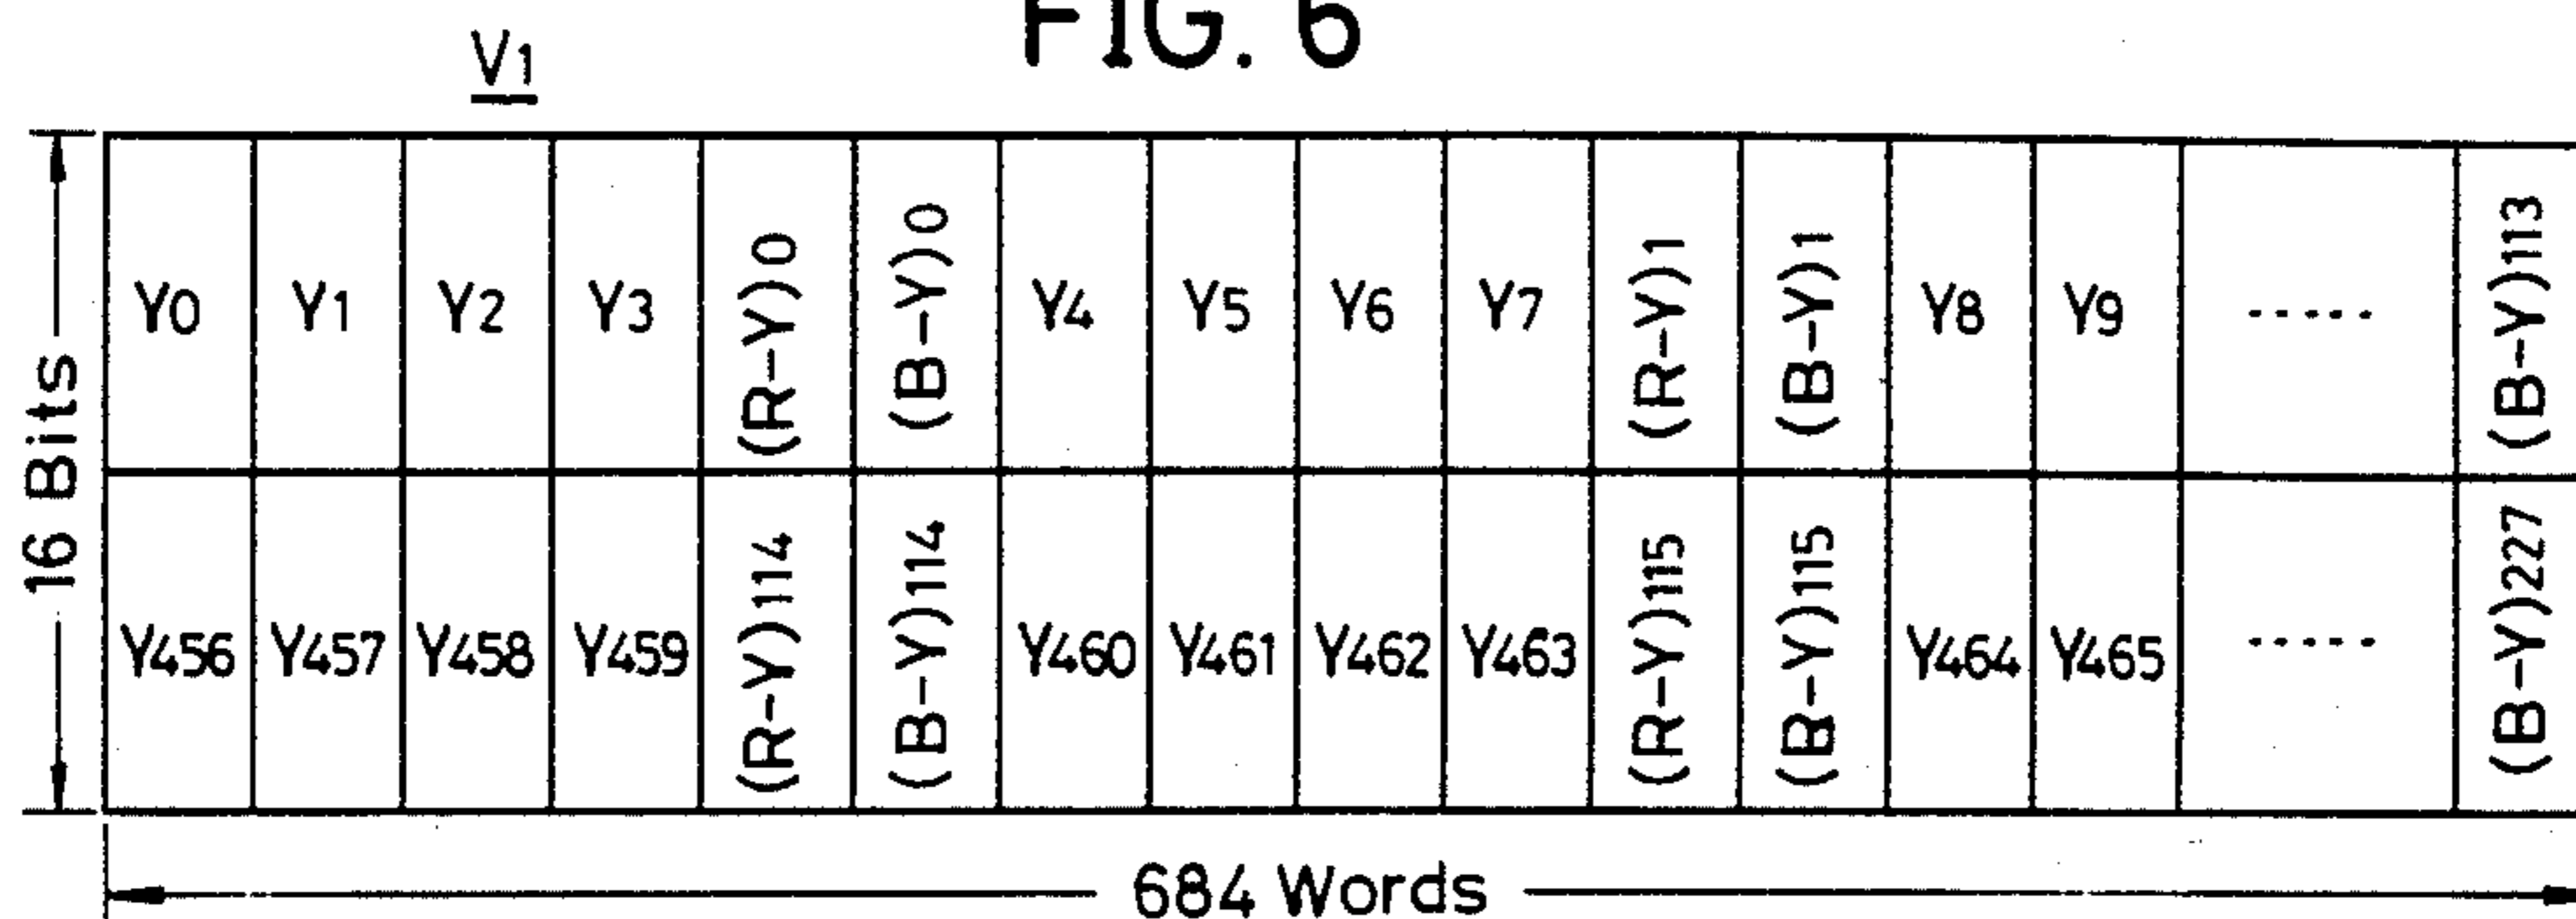 FIG. 6
V1
16 Bits
Y0 Y1 Y2 Y3 (R-Y)0 (B-Y)0 Y4 Y5 Y6 Y7 (R-Y)1 (B-Y)1 Y8 Y9 ----- (B-Y)113
Y456 Y457 Y458 Y459 (R-Y)114 (B-Y)114 Y460 Y461 Y462 Y463 (R-Y)115 (B-Y)115 Y464 Y465 ----- (B-Y)227
684 Words